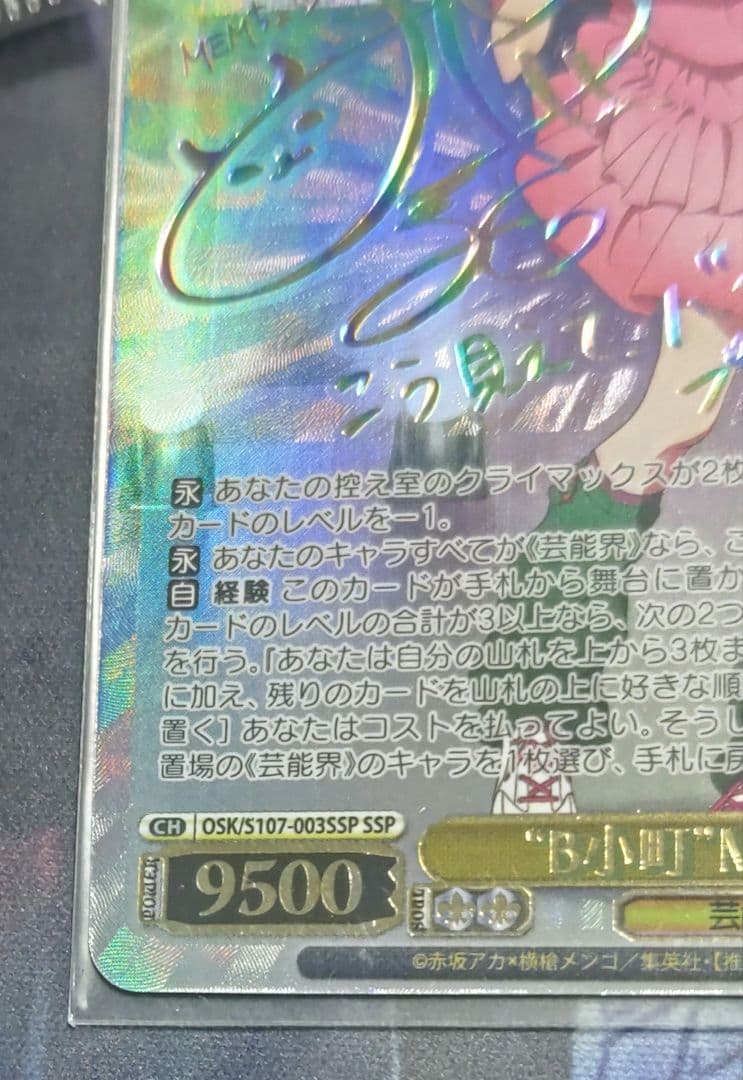 MEMちょ
こう見えて
永 あなたの控え室のクライマックスが2枚
カードのレベルを－1。
永 あなたのキャラすべてが《芸能界》なら、こ
自 経験 このカードが手札から舞台に置か
カードのレベルの合計が3以上なら、次の2つ
を行う。『あなたは自分の山札を上から3枚ま
に加え、残りのカードを山札の上に好きな順
置く］ あなたはコストを払ってよい。そうし
置場の《芸能界》のキャラを1枚選び、手札に戻
CH OSK/S107-003SSP SSP
“B小町”M
POWER 9500 SOUL
芸
©赤坂アカ×横槍メンゴ／集英社・【推